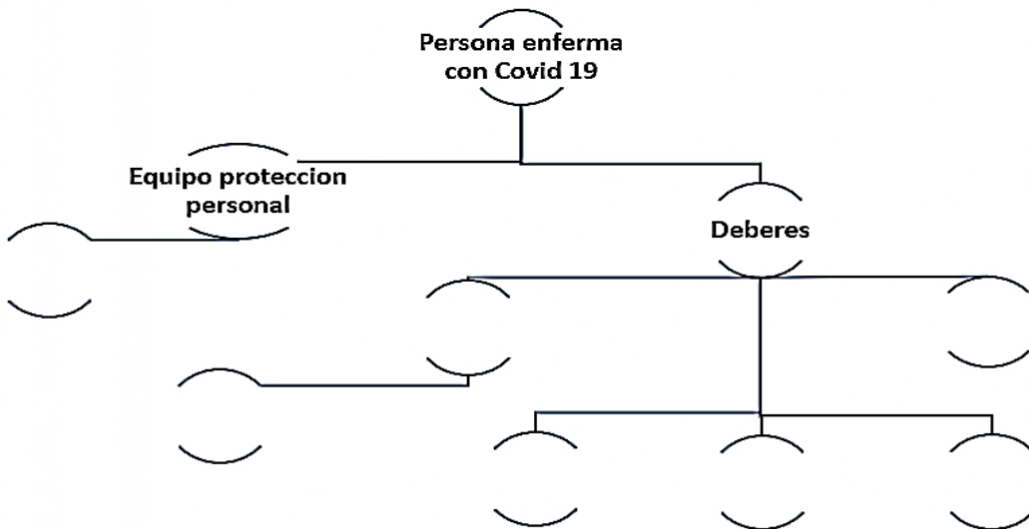 Persona enferma
con Covid 19
Equipo proteccion
personal
Deberes